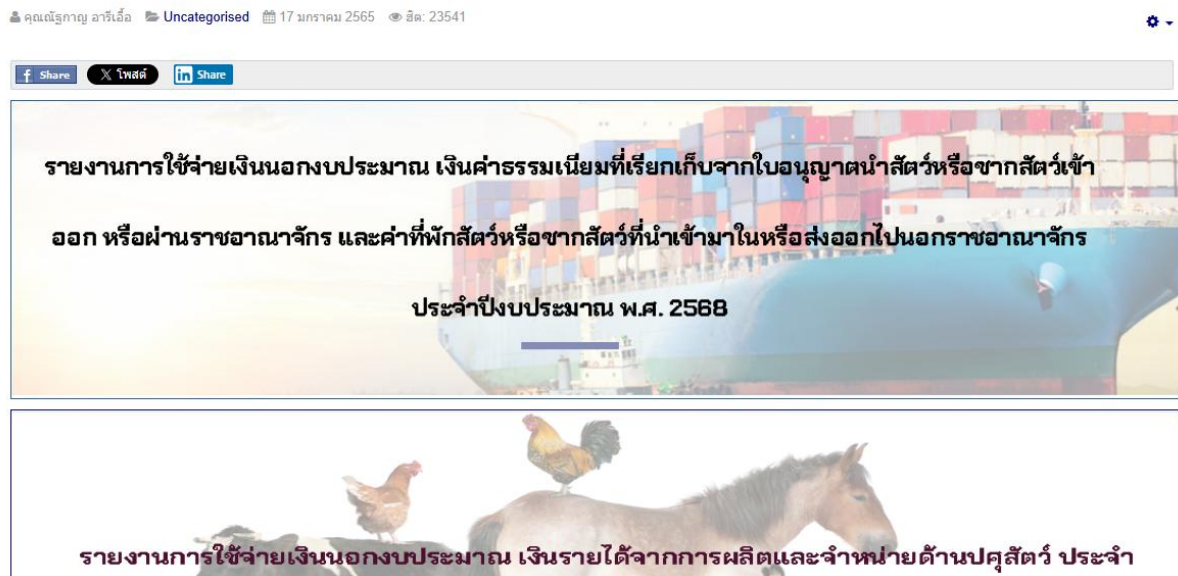 คุณณัฐกาญ อารีเอื้อ Uncategorised 17 มกราคม 2565 ฮิต: 23541
f Share X โพสต์ in Share
รายงานการใช้จ่ายเงินนอกงบประมาณ เงินค่าธรรมเนียมที่เรียกเก็บจากใบอนุญาตนำสัตว์หรือซากสัตว์เข้า
ออก หรือผ่านราชอาณาจักร และค่าที่พักสัตว์หรือซากสัตว์ที่นำเข้ามาในหรือส่งออกไปนอกราชอาณาจักร
ประจำปีงบประมาณ พ.ศ. 2568
รายงานการใช้จ่ายเงินนอกงบประมาณ เงินรายได้จากการผลิตและจำหน่ายด้านปศุสัตว์ ประจำ